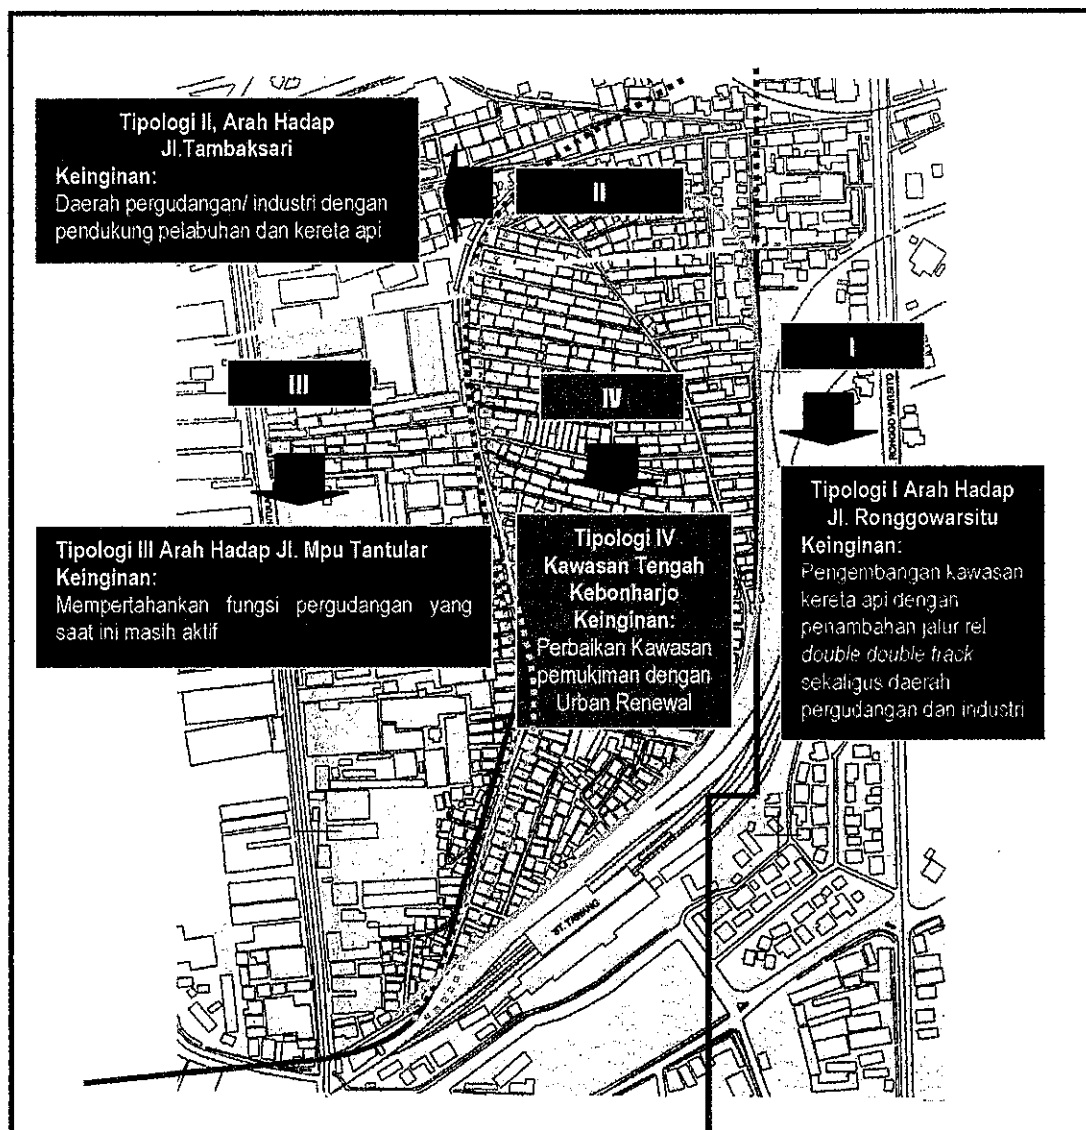 Tipologi II, Arah Hadap
Jl.Tambaksari
Keinginan:
Daerah pergudangan/ industri dengan
pendukung pelabuhan dan kereta api
II
I
III
IV
RONGGO WARSITO
Tipologi I Arah Hadap
Jl. Ronggowarsitu
Keinginan:
Pengembangan kawasan
kereta api dengan
penambahan jalur rel
double double track
sekaligus daerah
pergudangan dan industri
Tipologi III Arah Hadap Jl. Mpu Tantular
Keinginan:
Mempertahankan fungsi pergudangan yang
saat ini masih aktif
Tipologi IV
Kawasan Tengah
Kebonharjo
Keinginan:
Perbaikan Kawasan
pemukiman dengan
Urban Renewal
ST. TAWANG